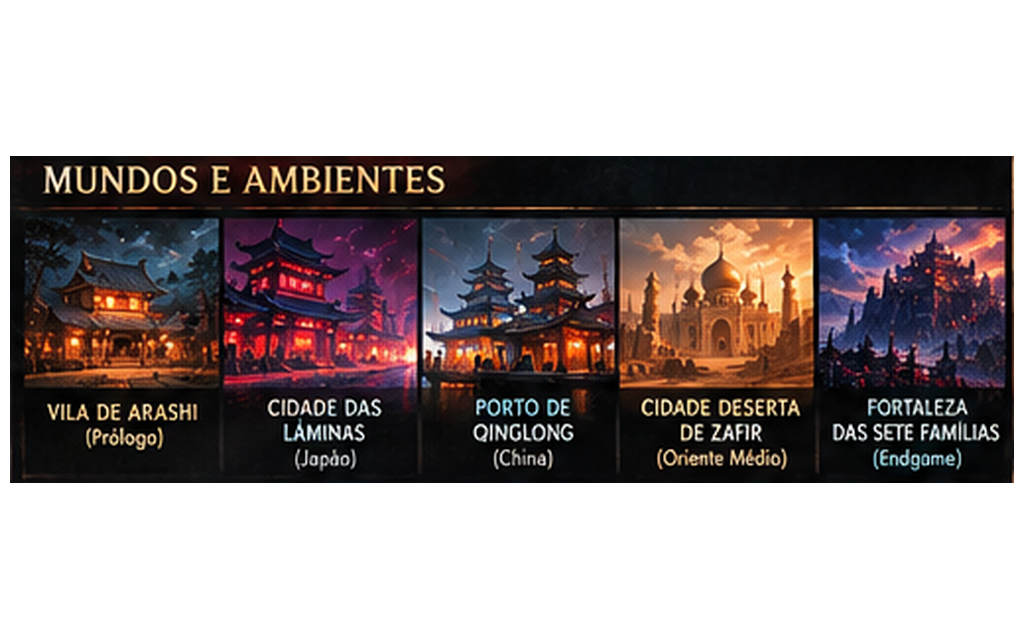 MUNDOS E AMBIENTES
VILA DE ARASHI
(Prólogo)
CIDADE DAS
LÂMINAS
(Japão)
PORTO DE
QINGLONG
(China)
CIDADE DESERTA
DE ZAFIR
(Oriente Médio)
FORTALEZA
DAS SETE FAMÍLIAS
(Endgame)